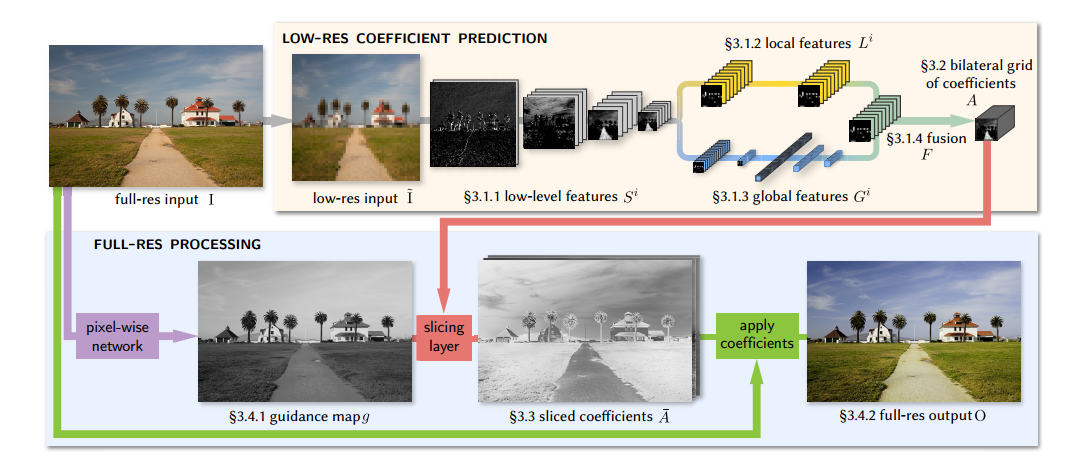 LOW-RES COEFFICIENT PREDICTION
§3.1.2 local features Lⁱ
§3.2 bilateral grid
of coefficients
A
§3.1.4 fusion
F
full-res input I
low-res input Ĩ
§3.1.1 low-level features Sⁱ
§3.1.3 global features Gⁱ
FULL-RES PROCESSING
pixel-wise
network
slicing
layer
apply
coefficients
§3.4.1 guidance map g
§3.3 sliced coefficients Ā
§3.4.2 full-res output O